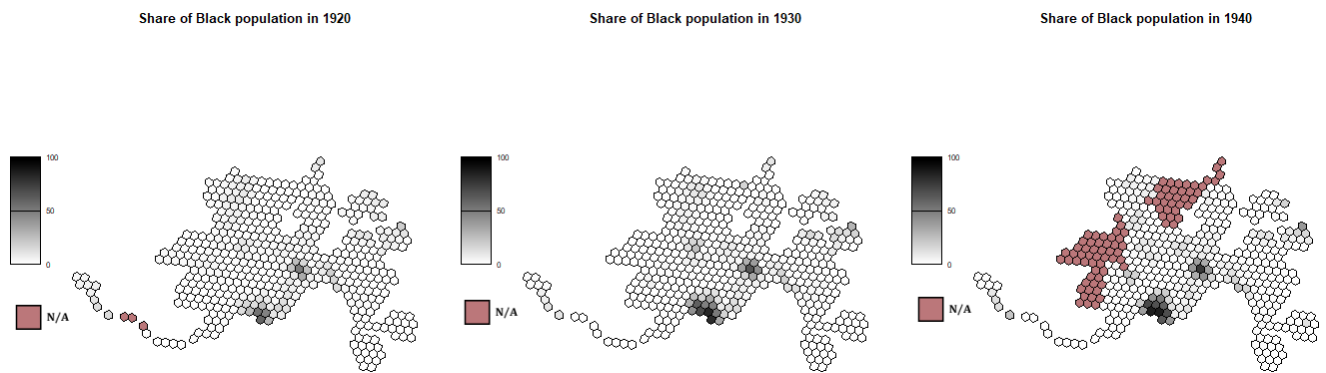 Share of Black population in 1920
100
50
0
N/A
Share of Black population in 1930
100
50
0
N/A
Share of Black population in 1940
100
50
0
N/A